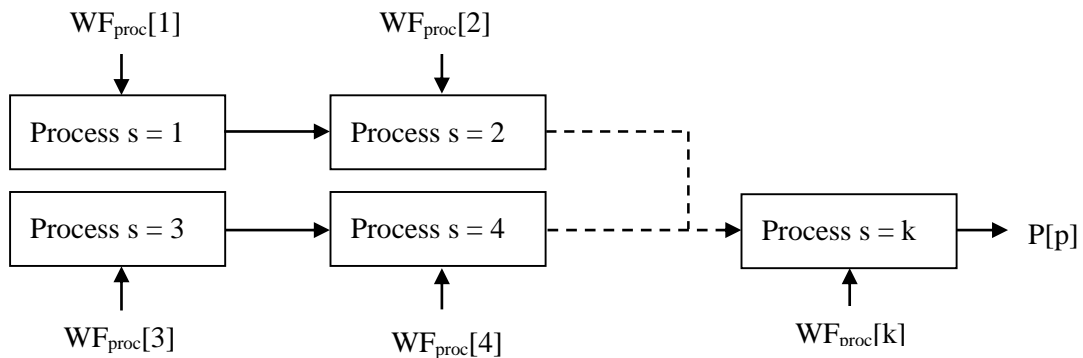 WFproc[1] WFproc[2]
Process s = 1 Process s = 2
Process s = 3 Process s = 4 Process s = k P[p]
WFproc[3] WFproc[4] WFproc[k]